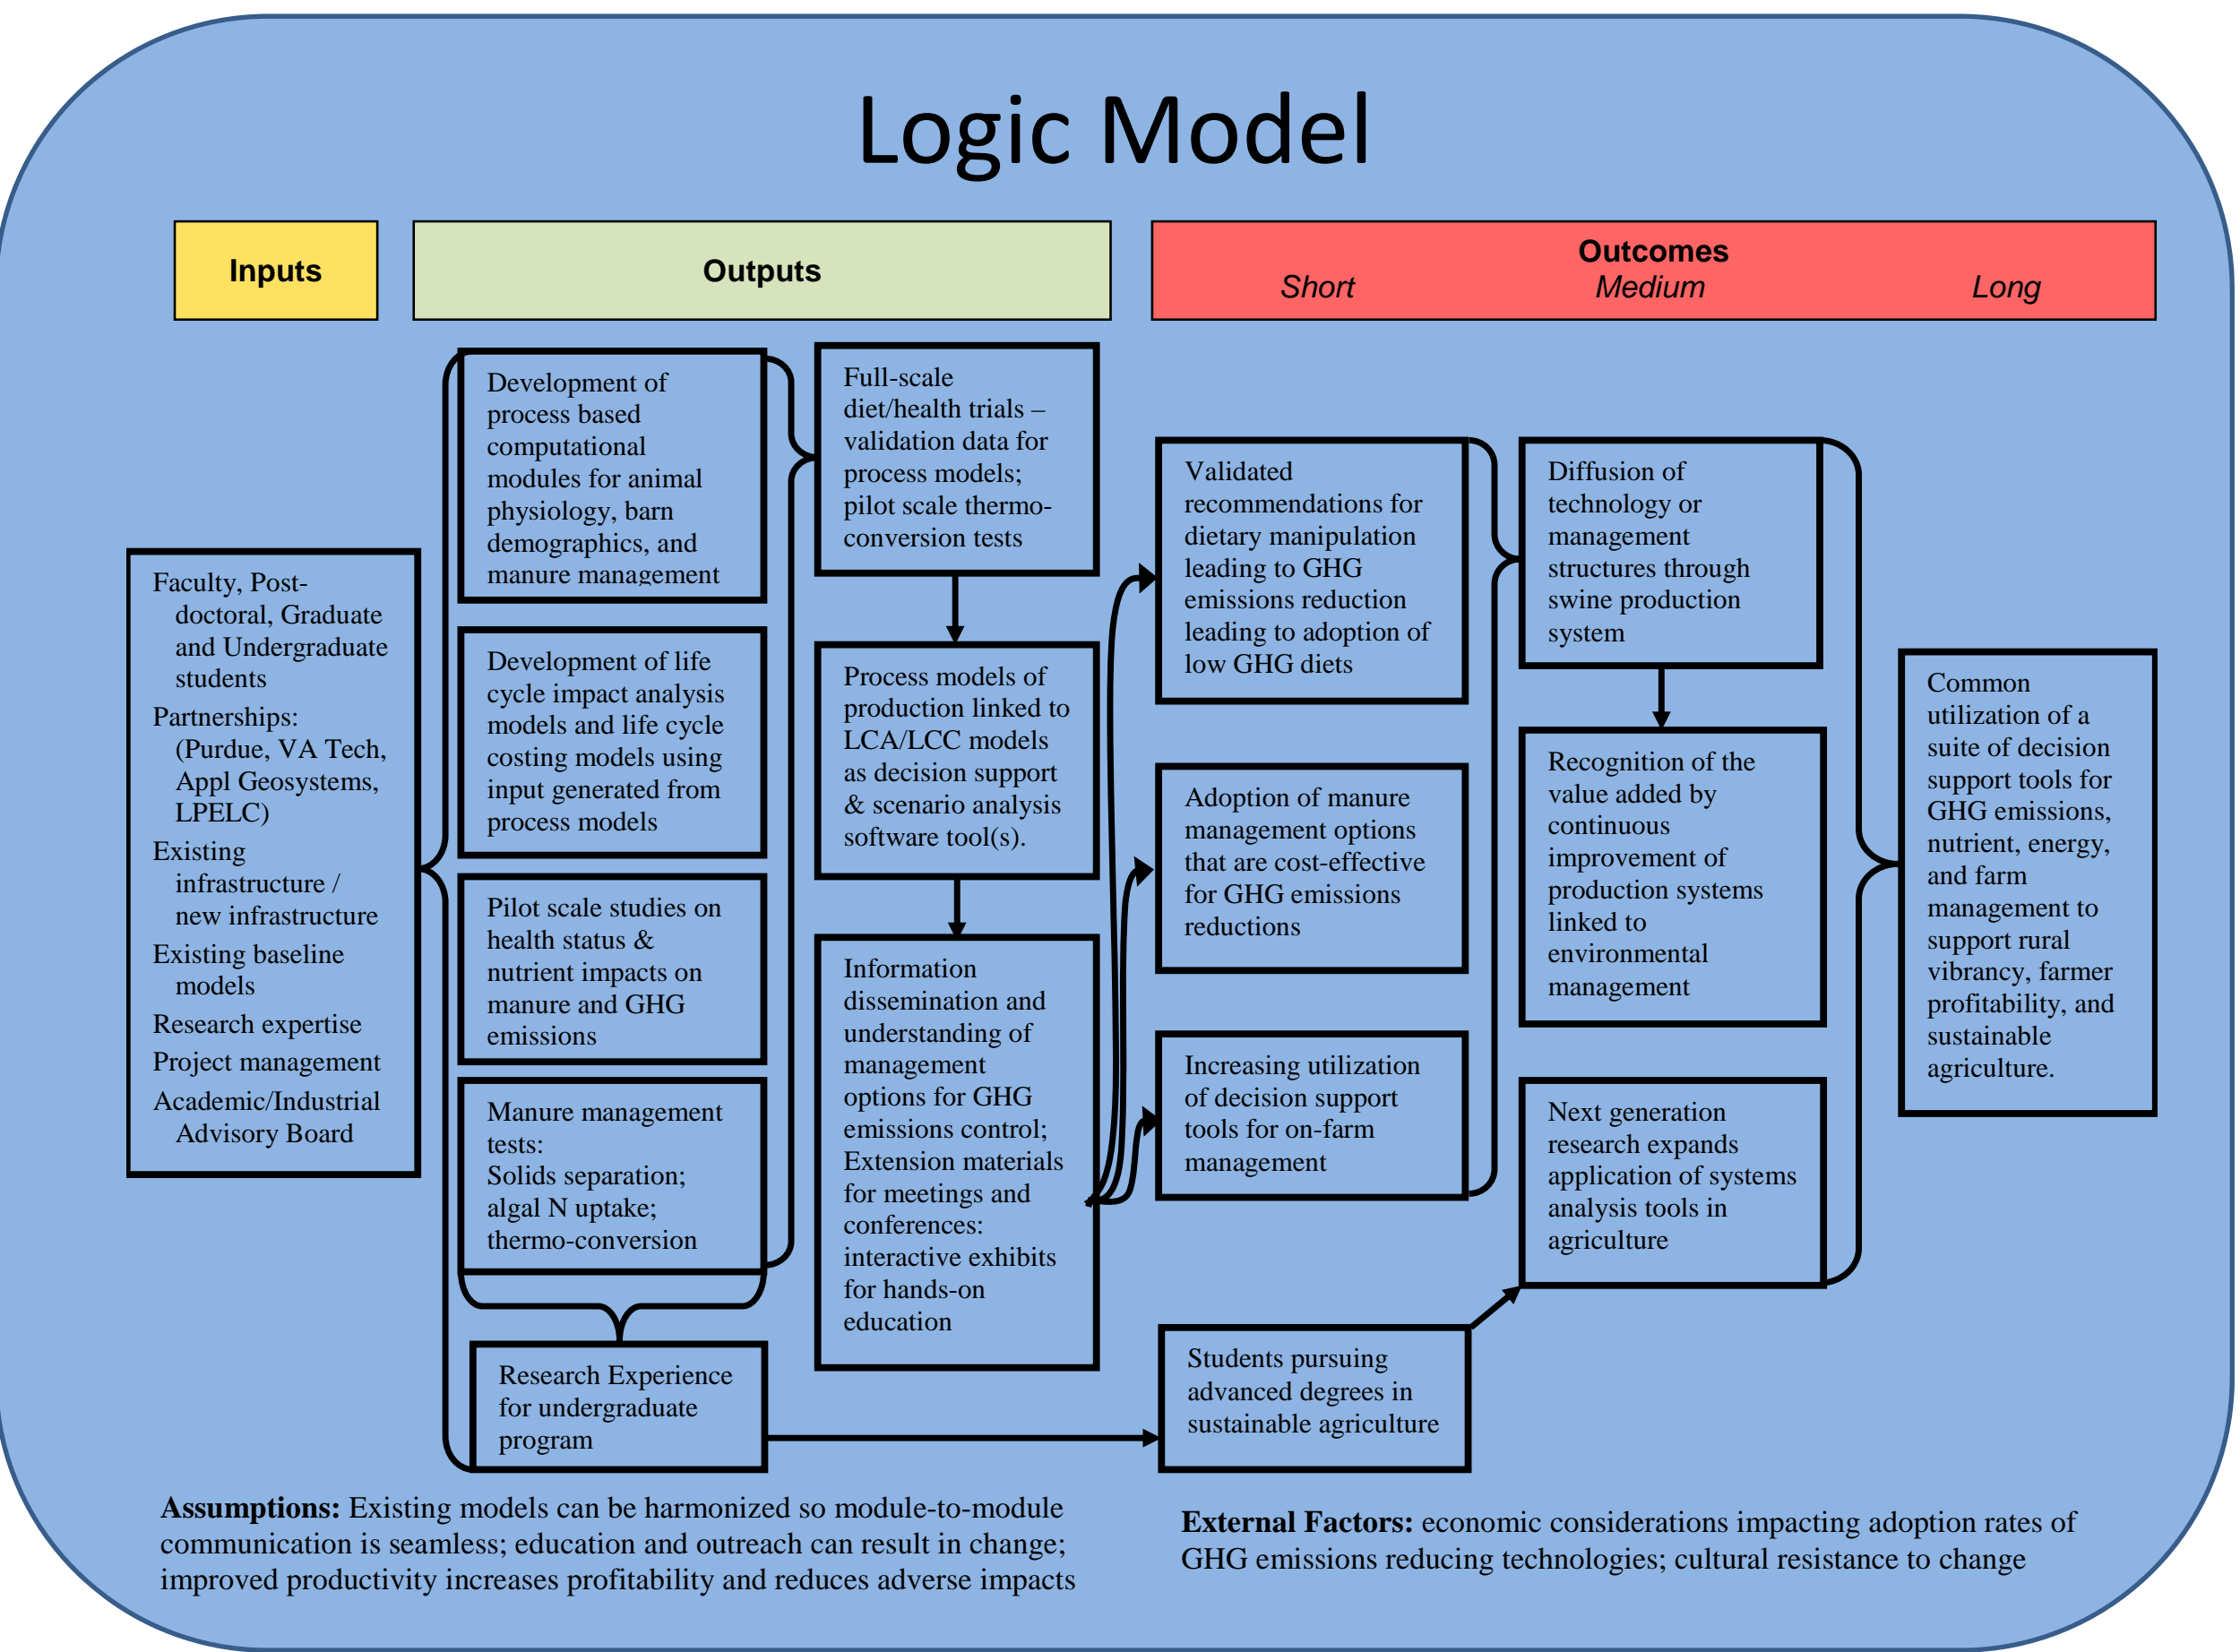 Logic Model
Inputs
Outputs
Outcomes
Short Medium Long
Faculty, Post-
doctoral, Graduate
and Undergraduate
students
Partnerships:
(Purdue, VA Tech,
Appl Geosystems,
LPELC)
Existing
infrastructure /
new infrastructure
Existing baseline
models
Research expertise
Project management
Academic/Industrial
Advisory Board
Development of
process based
computational
modules for animal
physiology, barn
demographics, and
manure management
Development of life
cycle impact analysis
models and life cycle
costing models using
input generated from
process models
Pilot scale studies on
health status &
nutrient impacts on
manure and GHG
emissions
Manure management
tests:
Solids separation;
algal N uptake;
thermo-conversion
Research Experience
for undergraduate
program
Full-scale
diet/health trials –
validation data for
process models;
pilot scale thermo-
conversion tests
Process models of
production linked to
LCA/LCC models
as decision support
& scenario analysis
software tool(s).
Information
dissemination and
understanding of
management
options for GHG
emissions control;
Extension materials
for meetings and
conferences:
interactive exhibits
for hands-on
education
Validated
recommendations for
dietary manipulation
leading to GHG
emissions reduction
leading to adoption of
low GHG diets
Adoption of manure
management options
that are cost-effective
for GHG emissions
reductions
Increasing utilization
of decision support
tools for on-farm
management
Students pursuing
advanced degrees in
sustainable agriculture
Diffusion of
technology or
management
structures through
swine production
system
Recognition of the
value added by
continuous
improvement of
production systems
linked to
environmental
management
Next generation
research expands
application of systems
analysis tools in
agriculture
Common
utilization of a
suite of decision
support tools for
GHG emissions,
nutrient, energy,
and farm
management to
support rural
vibrancy, farmer
profitability, and
sustainable
agriculture.
Assumptions: Existing models can be harmonized so module-to-module
communication is seamless; education and outreach can result in change;
improved productivity increases profitability and reduces adverse impacts
External Factors: economic considerations impacting adoption rates of
GHG emissions reducing technologies; cultural resistance to change